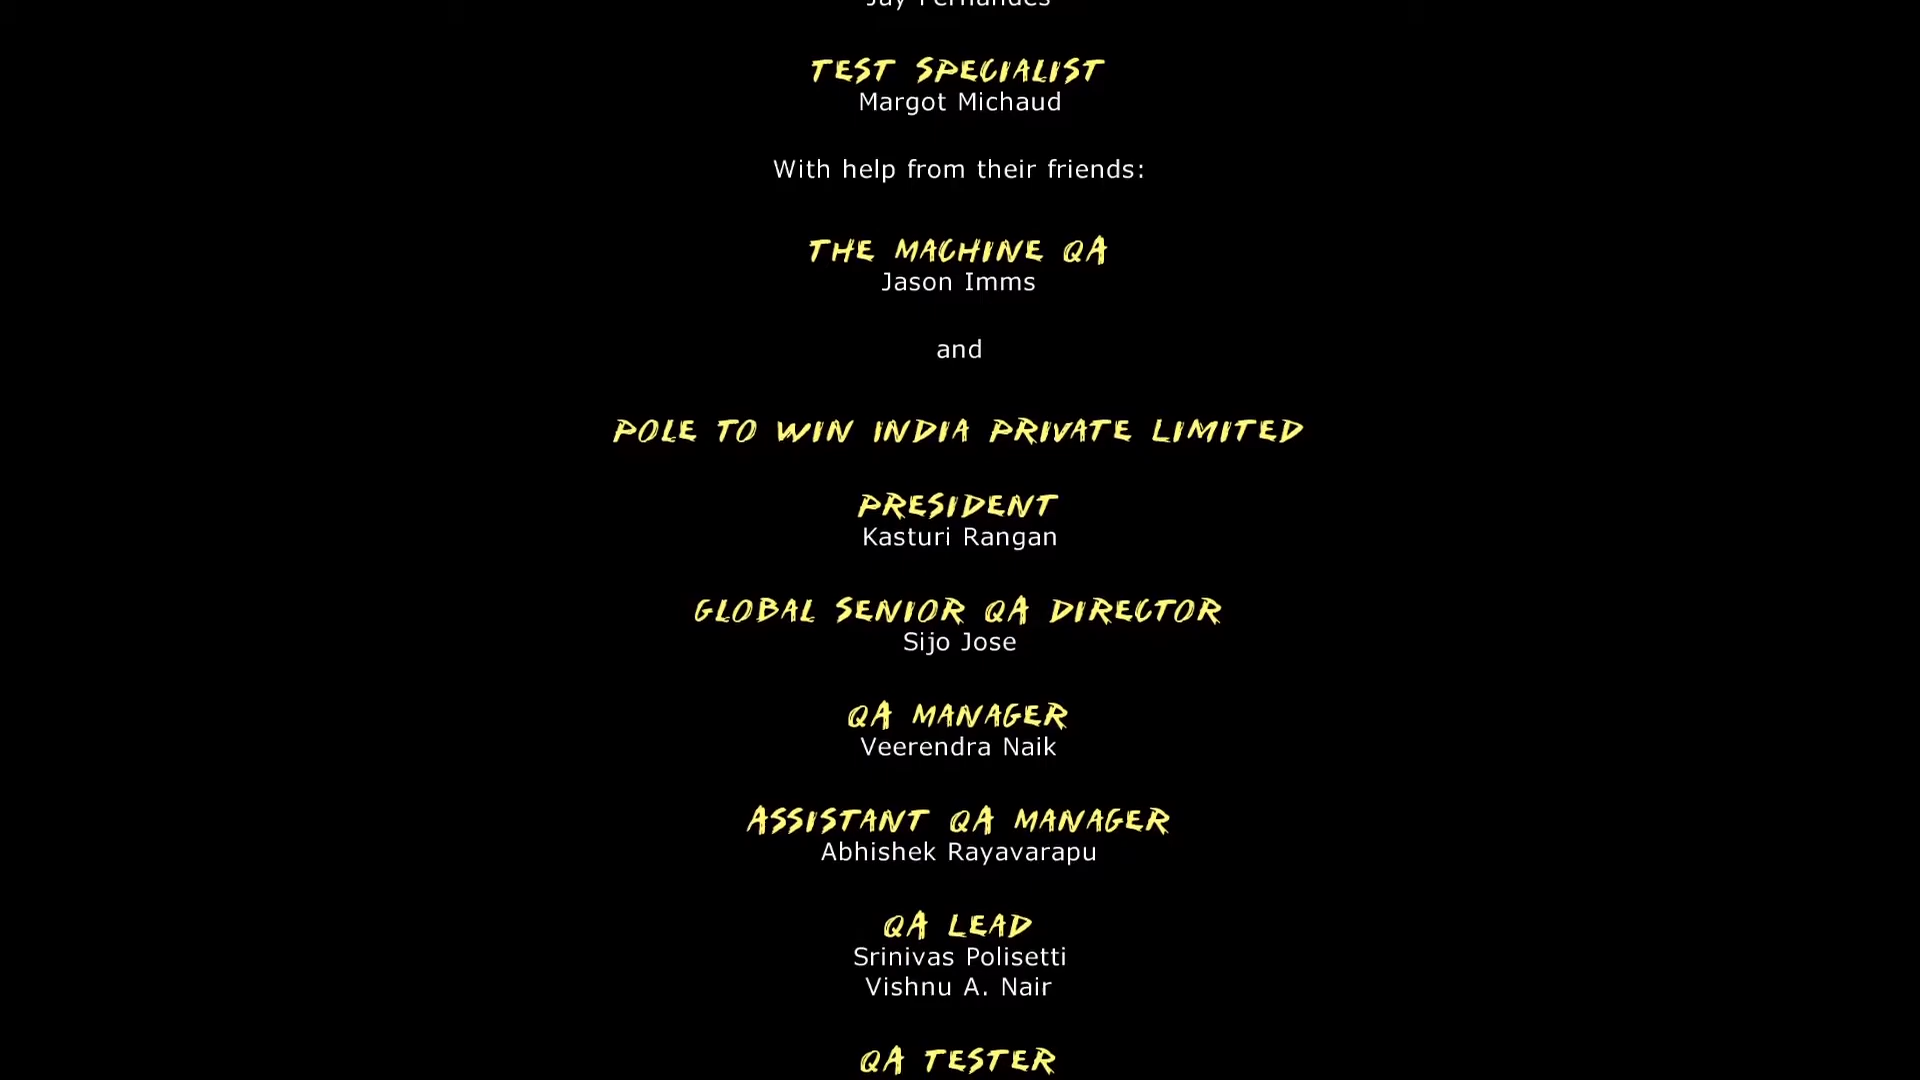 Jay Fernandes
TEST SPECIALIST
Margot Michaud
With help from their friends:
THE MACHINE QA
Jason Imms
and
POLE TO WIN INDIA PRIVATE LIMITED
PRESIDENT
Kasturi Rangan
GLOBAL SENIOR QA DIRECTOR
Sijo Jose
QA MANAGER
Veerendra Naik
ASSISTANT QA MANAGER
Abhishek Rayavarapu
QA LEAD
Srinivas Polisetti
Vishnu A. Nair
QA TESTER